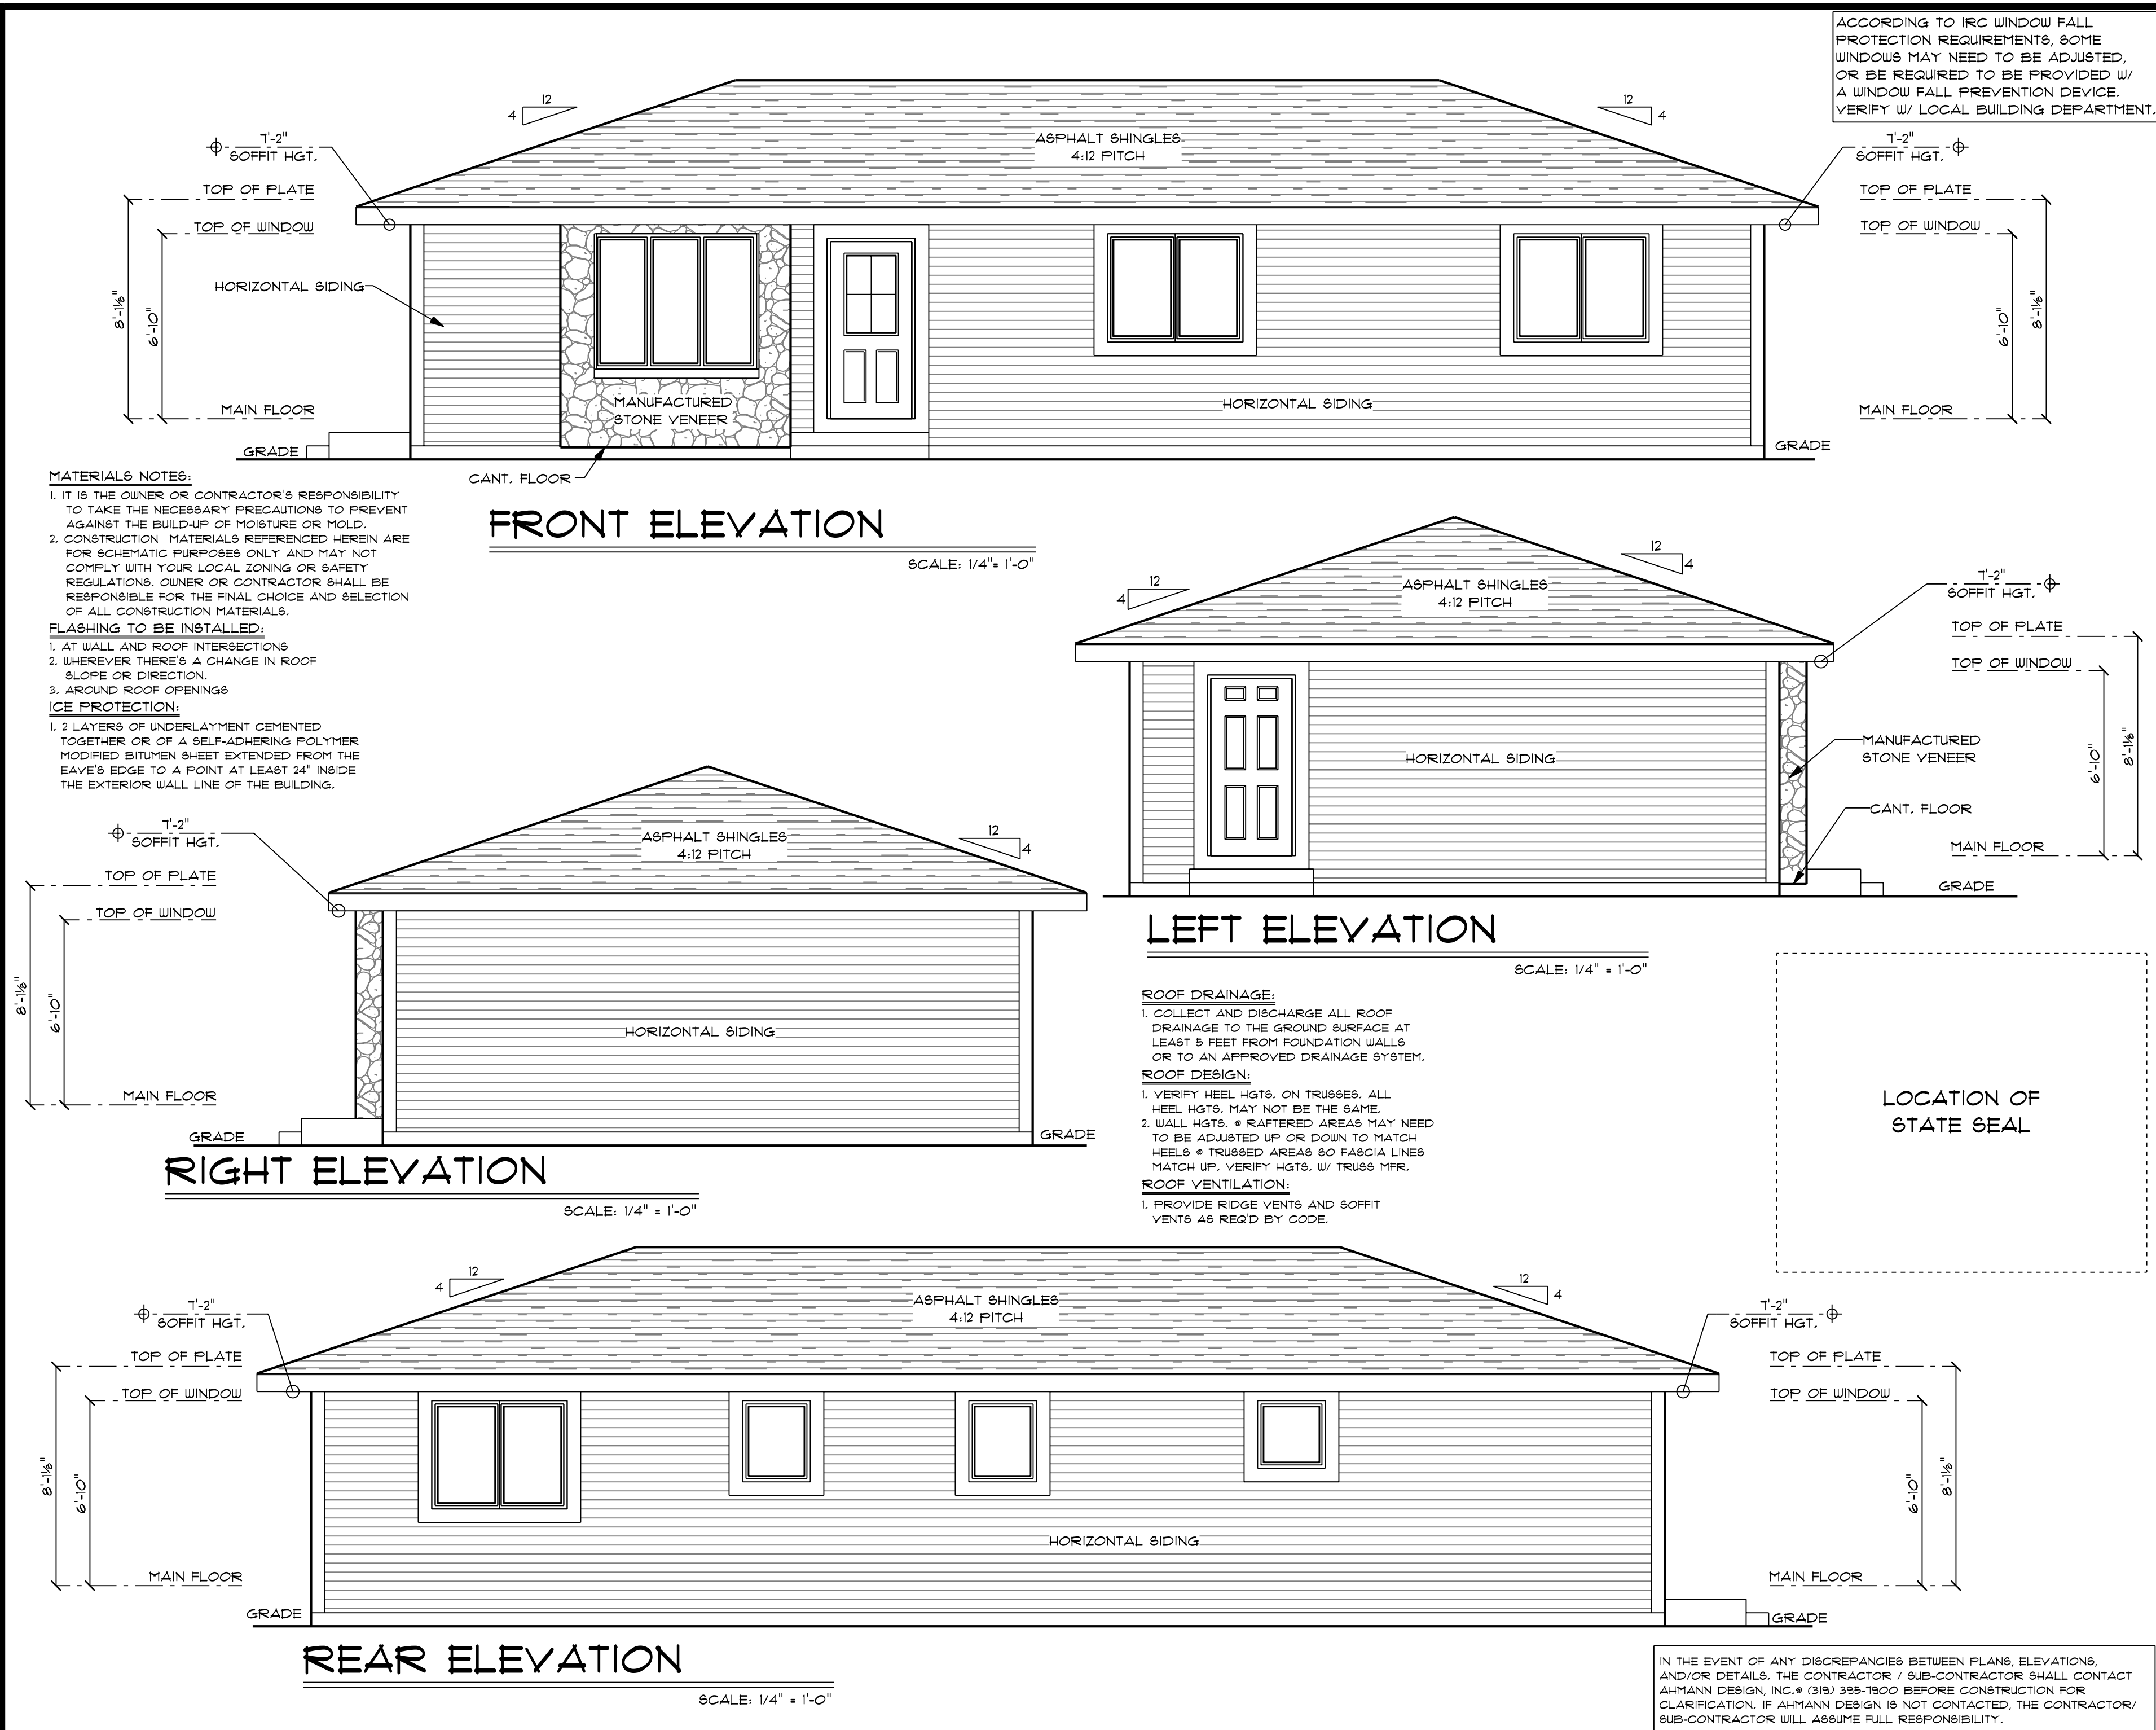 ACCORDING TO IRC WINDOW FALL
PROTECTION REQUIREMENTS, SOME
WINDOWS MAY NEED TO BE ADJUSTED,
OR BE REQUIRED TO BE PROVIDED W/
A WINDOW FALL PREVENTION DEVICE.
VERIFY W/ LOCAL BUILDING DEPARTMENT.
12
4
12
4
ASPHALT SHINGLES
4:12 PITCH
7'-2"
SOFFIT HGT.
TOP OF PLATE
TOP OF WINDOW
HORIZONTAL SIDING
8'-1⅛"
6'-10"
MAIN FLOOR
GRADE
MANUFACTURED
STONE VENEER
HORIZONTAL SIDING
CANT. FLOOR
7'-2"
SOFFIT HGT.
TOP OF PLATE
TOP OF WINDOW
6'-10"
8'-1⅛"
MAIN FLOOR
GRADE
FRONT ELEVATION
SCALE: 1/4"= 1'-0"
MATERIALS NOTES:
1. IT IS THE OWNER OR CONTRACTOR'S RESPONSIBILITY
TO TAKE THE NECESSARY PRECAUTIONS TO PREVENT
AGAINST THE BUILD-UP OF MOISTURE OR MOLD.
2. CONSTRUCTION MATERIALS REFERENCED HEREIN ARE
FOR SCHEMATIC PURPOSES ONLY AND MAY NOT
COMPLY WITH YOUR LOCAL ZONING OR SAFETY
REGULATIONS. OWNER OR CONTRACTOR SHALL BE
RESPONSIBLE FOR THE FINAL CHOICE AND SELECTION
OF ALL CONSTRUCTION MATERIALS.
FLASHING TO BE INSTALLED:
1. AT WALL AND ROOF INTERSECTIONS
2. WHEREVER THERE'S A CHANGE IN ROOF
SLOPE OR DIRECTION.
3. AROUND ROOF OPENINGS
ICE PROTECTION:
1. 2 LAYERS OF UNDERLAYMENT CEMENTED
TOGETHER OR OF A SELF-ADHERING POLYMER
MODIFIED BITUMEN SHEET EXTENDED FROM THE
EAVE'S EDGE TO A POINT AT LEAST 24" INSIDE
THE EXTERIOR WALL LINE OF THE BUILDING.
12
4
12
4
ASPHALT SHINGLES
4:12 PITCH
HORIZONTAL SIDING
7'-2"
SOFFIT HGT.
TOP OF PLATE
TOP OF WINDOW
MANUFACTURED
STONE VENEER
CANT. FLOOR
6'-10"
8'-1⅛"
MAIN FLOOR
GRADE
LEFT ELEVATION
SCALE: 1/4" = 1'-0"
7'-2"
SOFFIT HGT.
TOP OF PLATE
TOP OF WINDOW
8'-1⅛"
6'-10"
MAIN FLOOR
GRADE
ASPHALT SHINGLES
4:12 PITCH
12
4
HORIZONTAL SIDING
GRADE
RIGHT ELEVATION
SCALE: 1/4" = 1'-0"
ROOF DRAINAGE:
1. COLLECT AND DISCHARGE ALL ROOF
DRAINAGE TO THE GROUND SURFACE AT
LEAST 5 FEET FROM FOUNDATION WALLS
OR TO AN APPROVED DRAINAGE SYSTEM.
ROOF DESIGN:
1. VERIFY HEEL HGTS. ON TRUSSES. ALL
HEEL HGTS. MAY NOT BE THE SAME.
2. WALL HGTS. @ RAFTERED AREAS MAY NEED
TO BE ADJUSTED UP OR DOWN TO MATCH
HEELS @ TRUSSED AREAS SO FASCIA LINES
MATCH UP. VERIFY HGTS. W/ TRUSS MFR.
ROOF VENTILATION:
1. PROVIDE RIDGE VENTS AND SOFFIT
VENTS AS REQ'D BY CODE.
LOCATION OF
STATE SEAL
12
4
12
4
ASPHALT SHINGLES
4:12 PITCH
7'-2"
SOFFIT HGT.
TOP OF PLATE
TOP OF WINDOW
8'-1⅛"
6'-10"
MAIN FLOOR
GRADE
HORIZONTAL SIDING
7'-2"
SOFFIT HGT.
TOP OF PLATE
TOP OF WINDOW
6'-10"
8'-1⅛"
MAIN FLOOR
GRADE
REAR ELEVATION
SCALE: 1/4" = 1'-0"
IN THE EVENT OF ANY DISCREPANCIES BETWEEN PLANS, ELEVATIONS,
AND/OR DETAILS. THE CONTRACTOR / SUB-CONTRACTOR SHALL CONTACT
AHMANN DESIGN, INC.@ (319) 395-7900 BEFORE CONSTRUCTION FOR
CLARIFICATION. IF AHMANN DESIGN IS NOT CONTACTED, THE CONTRACTOR/
SUB-CONTRACTOR WILL ASSUME FULL RESPONSIBILITY.